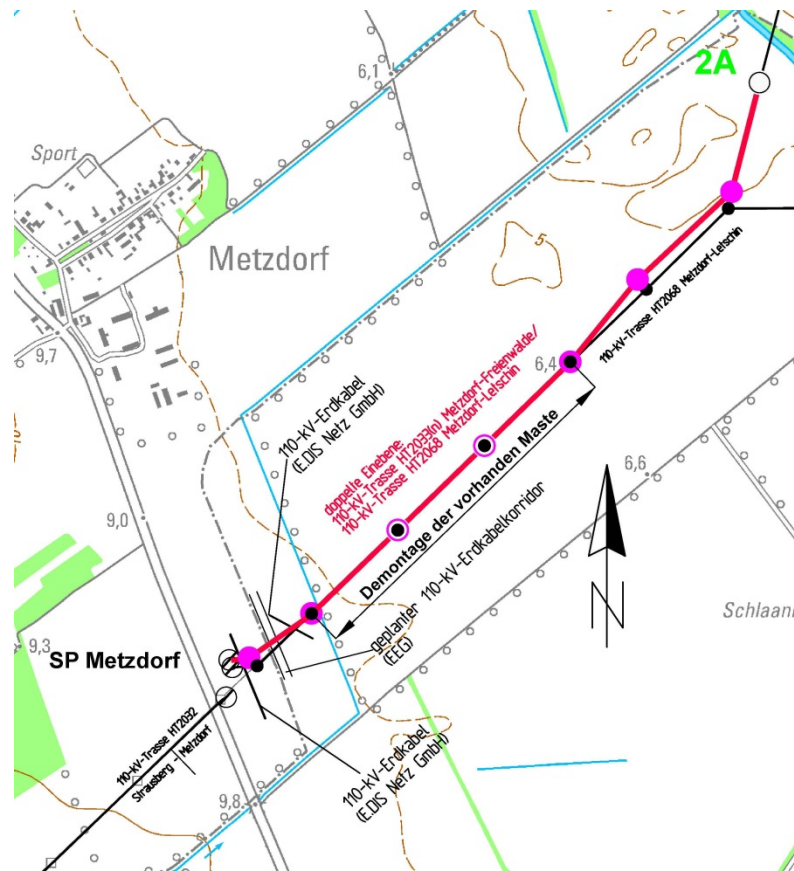 2A
6,1
Sport
Metzdorf
5
110-kV-Trasse HT2068 Metzdorf-Letschin
9,7
6,4
110-kV-Erdkabel
(E.DIS Netz GmbH)
doppelte Einebene:
110-kV-Trasse HT2033(n) Metzdorf-Freienwalde/
110-kV-Trasse HT2068 Metzdorf-Letschin
Demontage der vorhanden Maste
6,6
9,0
geplanter 110-kV-Erdkabelkorridor
(EEG)
N
Schlaan
9,3
SP Metzdorf
110-kV-Trasse HT2032
Strausberg - Metzdorf
110-kV-Erdkabel
(E.DIS Netz GmbH)
9,8